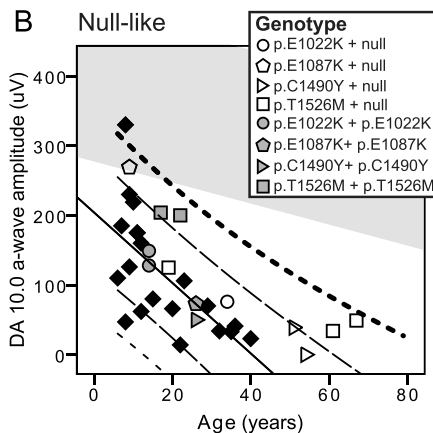 B Null-like
Genotype
p.E1022K + null
p.E1087K + null
p.C1490Y + null
p.T1526M + null
p.E1022K + p.E1022K
p.E1087K+ p.E1087K
p.C1490Y+ p.C1490Y
p.T1526M + p.T1526M
DA 10.0 a-wave amplitude (uV)
400
300
200
100
0
0 20 40 60 80
Age (years)